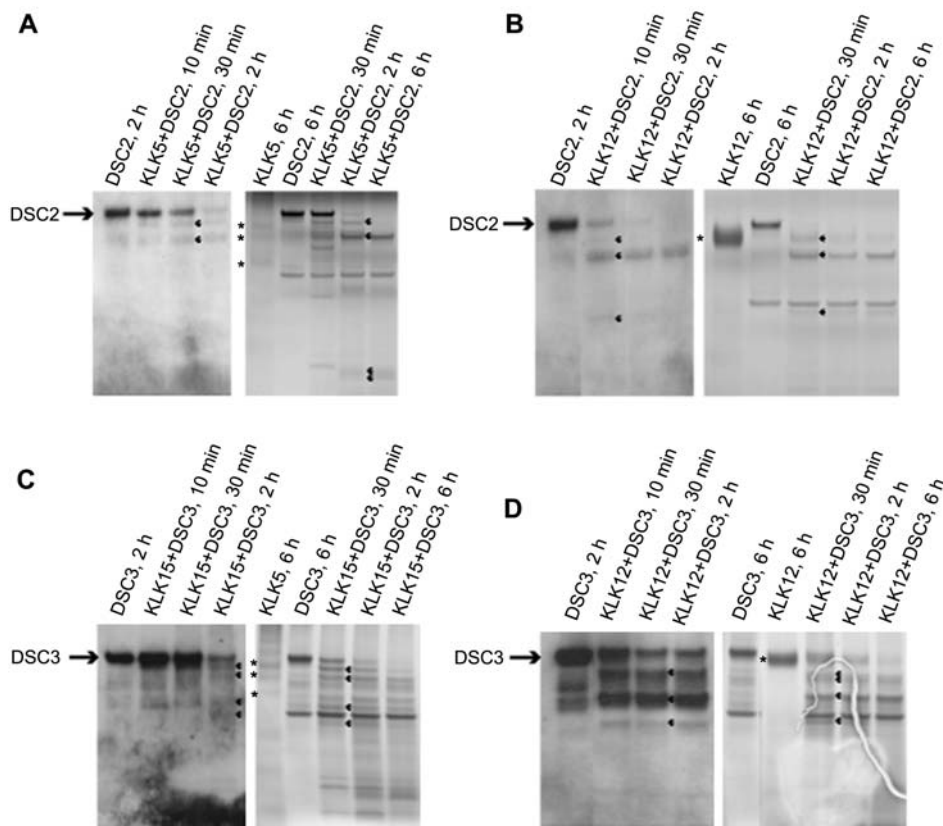 A
DSC2, 2 h
KLK5+DSC2, 10 min
KLK5+DSC2, 30 min
KLK5+DSC2, 2 h
KLK5, 6 h
DSC2, 6 h
KLK5+DSC2, 30 min
KLK5+DSC2, 2 h
KLK5+DSC2, 6 h
DSC2
*
*
*
B
DSC2, 2 h
KLK12+DSC2, 10 min
KLK12+DSC2, 30 min
KLK12+DSC2, 2 h
KLK12, 6 h
DSC2, 6 h
KLK12+DSC2, 30 min
KLK12+DSC2, 2 h
KLK12+DSC2, 6 h
DSC2
*
C
DSC3, 2 h
KLK15+DSC3, 10 min
KLK15+DSC3, 30 min
KLK15+DSC3, 2 h
KLK5, 6 h
DSC3, 6 h
KLK15+DSC3, 30 min
KLK15+DSC3, 2 h
KLK15+DSC3, 6 h
DSC3
*
*
*
D
DSC3, 2 h
KLK12+DSC3, 10 min
KLK12+DSC3, 30 min
KLK12+DSC3, 2 h
DSC3, 6 h
KLK12, 6 h
KLK12+DSC3, 30 min
KLK12+DSC3, 2 h
KLK12+DSC3, 6 h
DSC3
*